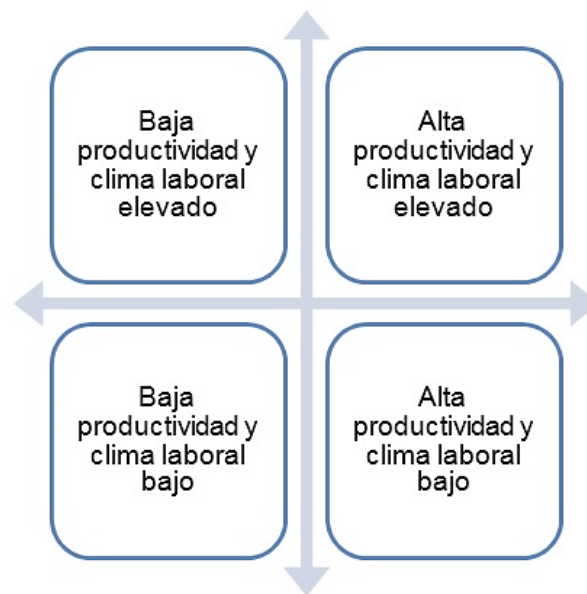 Baja
productividad y
clima laboral
elevado
Alta
productividad y
clima laboral
elevado
Baja
productividad y
clima laboral
bajo
Alta
productividad y
clima laboral
bajo